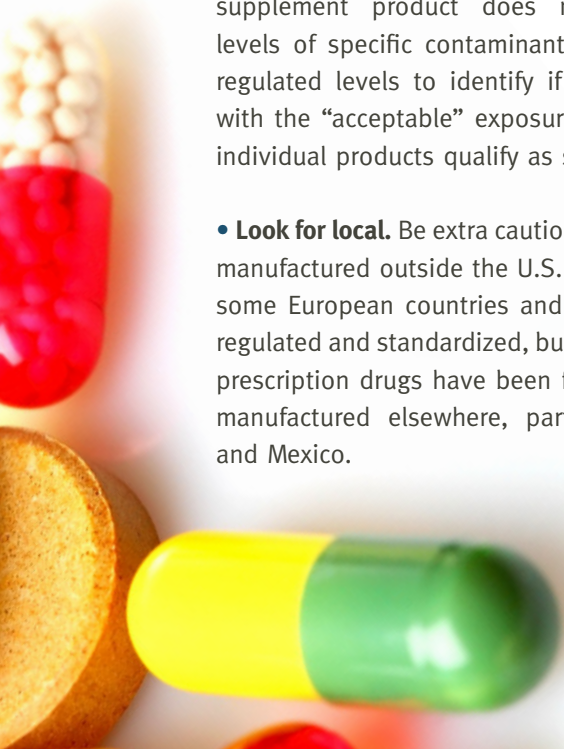 supplement product does
levels of specific contaminant
regulated levels to identify if
with the “acceptable” exposur
individual products qualify as
• Look for local. Be extra cautio
manufactured outside the U.S.
some European countries and
regulated and standardized, bu
prescription drugs have been
manufactured elsewhere, par
and Mexico.